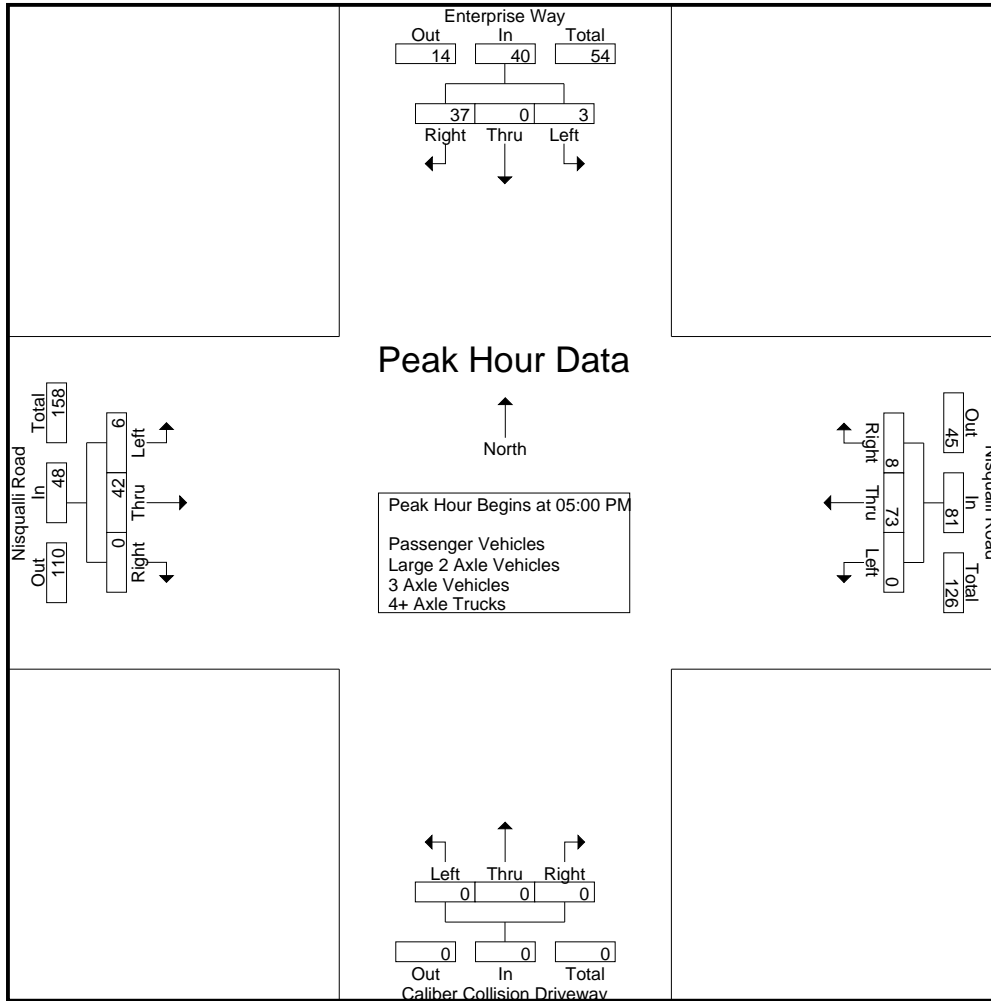 Enterprise Way
Out In Total
14 40 54
37 0 3
Right Thru Left
Peak Hour Data
North
Peak Hour Begins at 05:00 PM
Passenger Vehicles
Large 2 Axle Vehicles
3 Axle Vehicles
4+ Axle Trucks
Nisqualli Road
Out In Total
110 48 158
0 42 6
Right Thru Left
Nisqualli Road
Out In Total
45 81 126
8 73 0
Right Thru Left
Left Thru Right
0 0 0
0 0 0
Out In Total
Caliber Collision Driveway